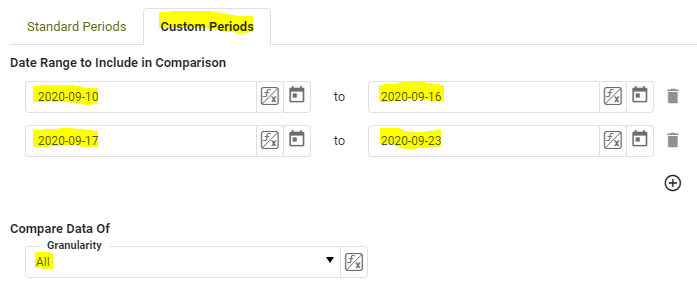 Standard Periods Custom Periods
Date Range to Include in Comparison
2020-09-10 to 2020-09-16
2020-09-17 to 2020-09-23
Compare Data Of
Granularity
All